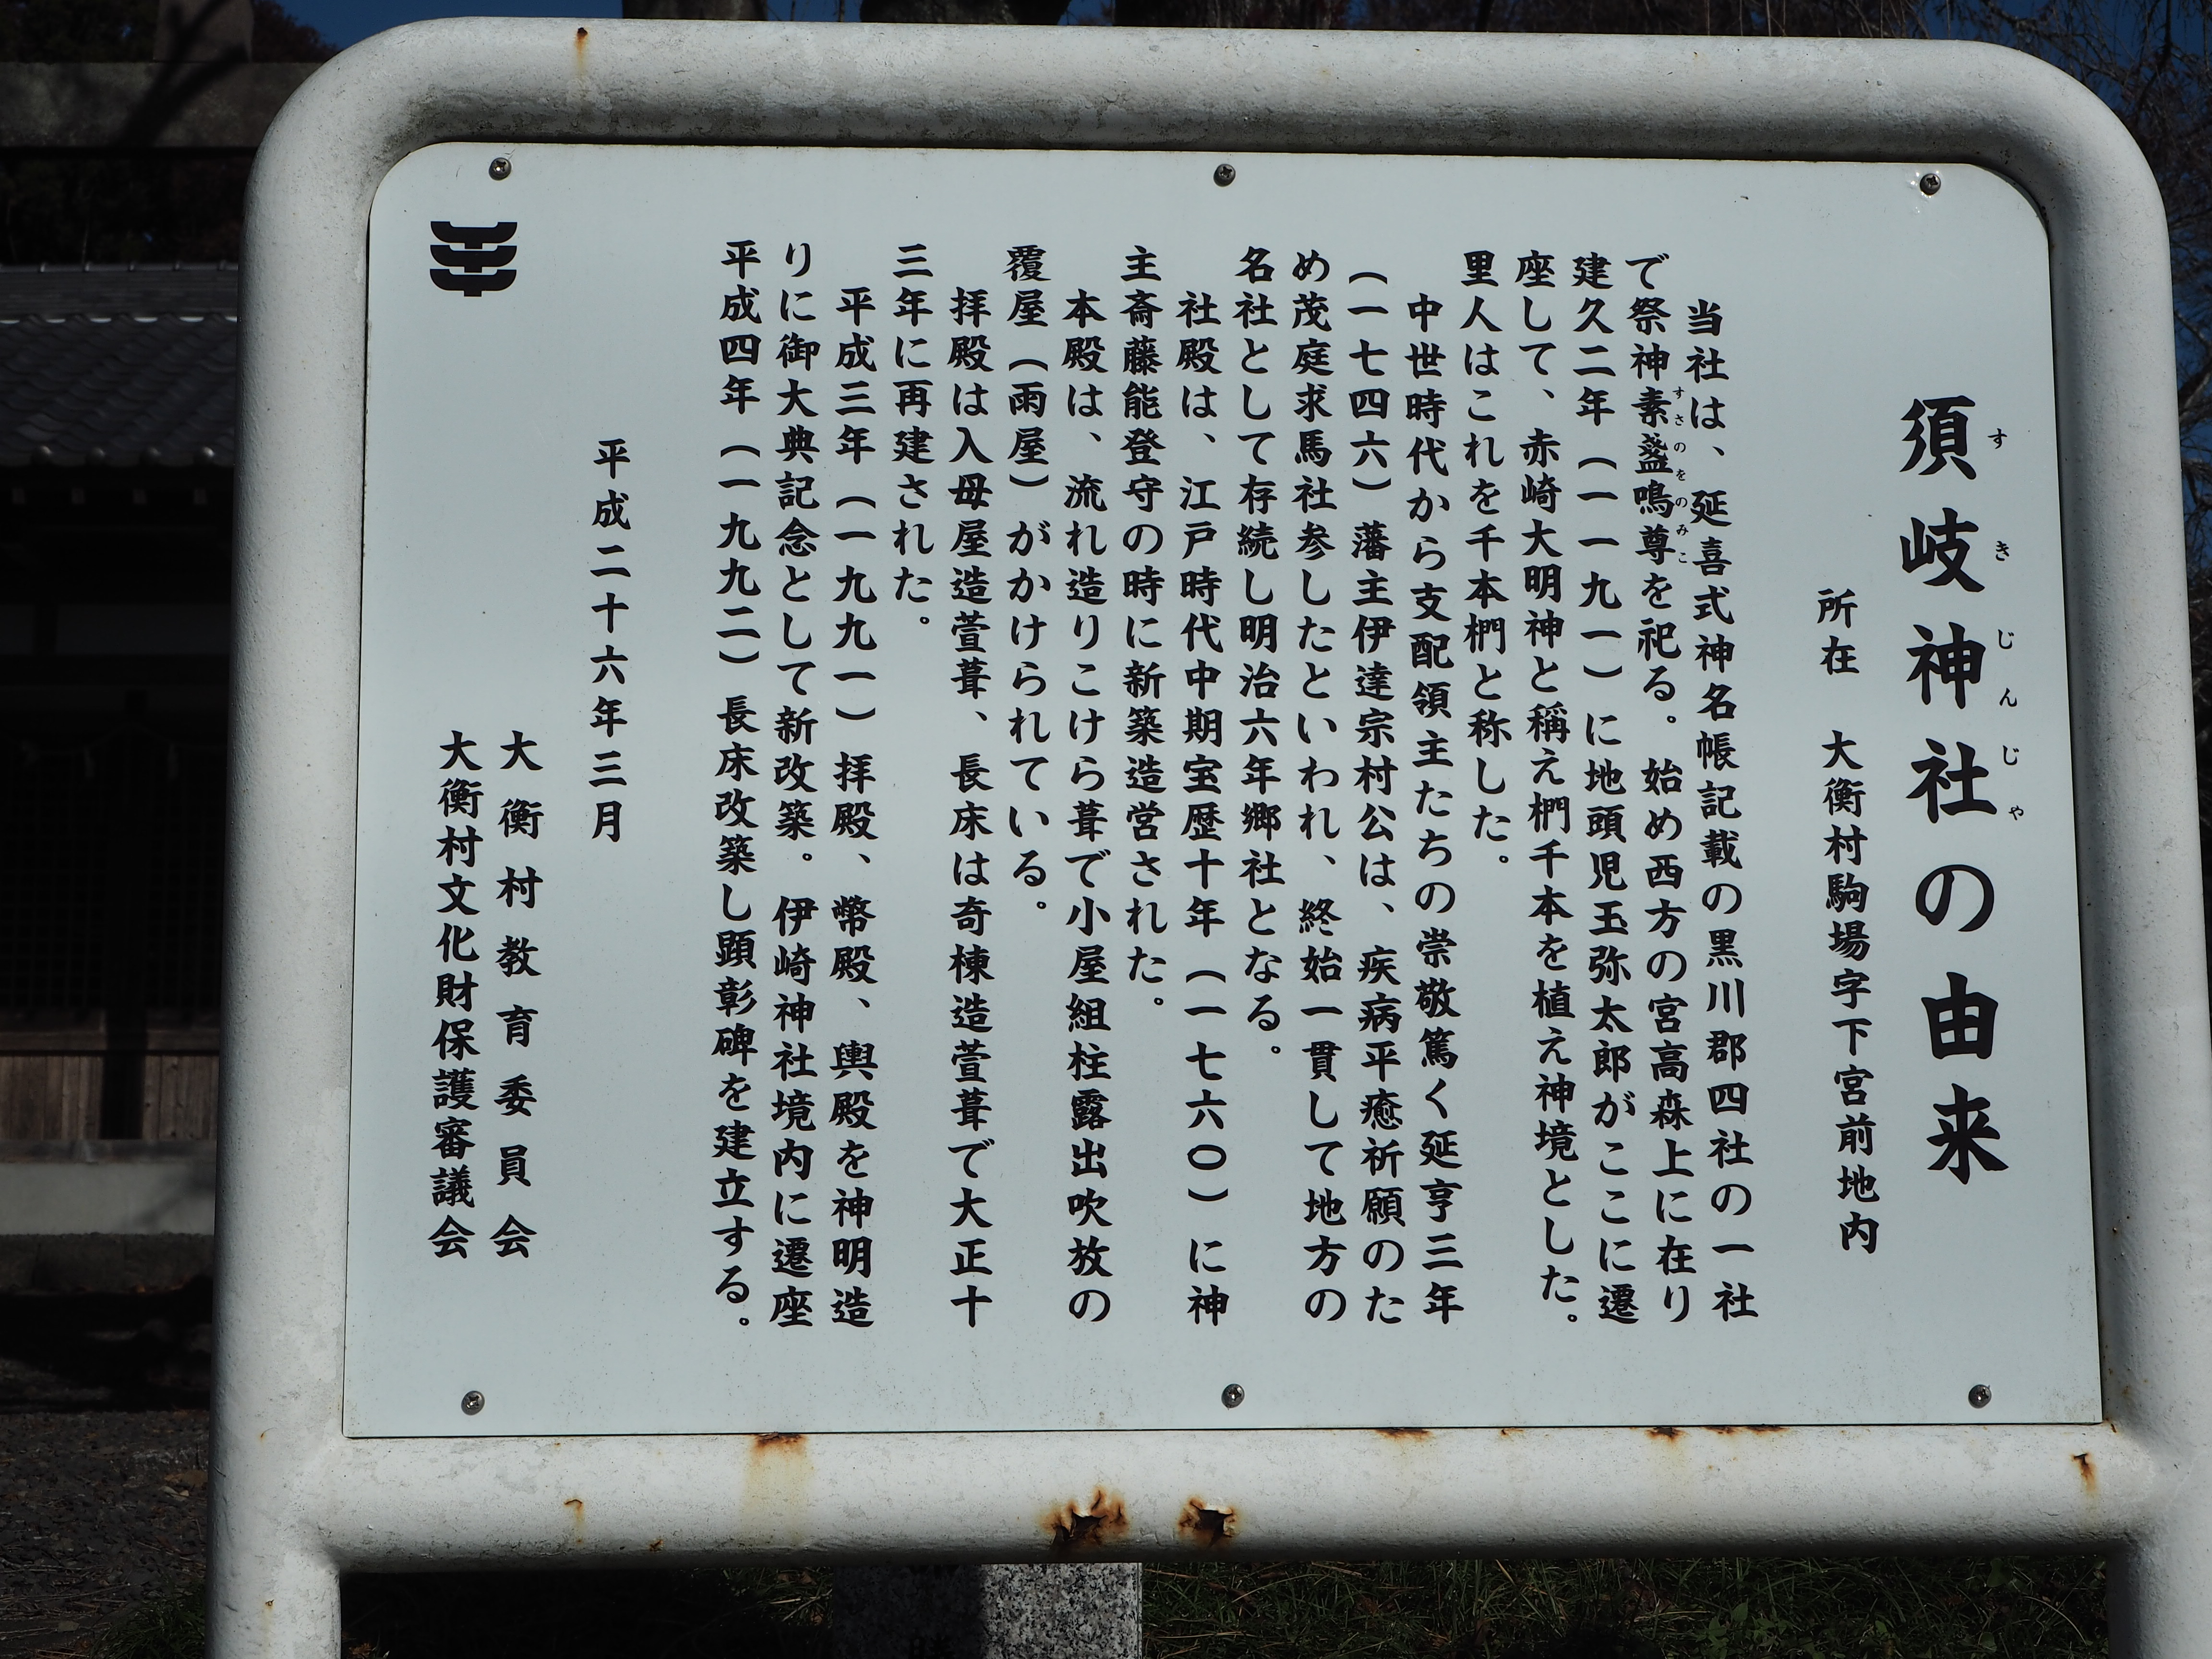 須岐神社の由来
すきじんじゃ
所在　大衡村駒場字下宮前地内
当社は、延喜式神名帳記載の黒川郡四社の一社
で祭神素盞鳴尊を祀る。始め西方の宮高森上に在り
すさのをのみこ
建久二年（一一九一）に地頭児玉弥太郎がここに遷
座して、赤崎大明神と稱え椚千本を植え神境とした。
里人はこれを千本椚と称した。
中世時代から支配領主たちの崇敬篤く延亨三年
（一七四六）藩主伊達宗村公は、疾病平癒祈願のた
め茂庭求馬社参したといわれ、終始一貫して地方の
名社として存続し明治六年郷社となる。
社殿は、江戸時代中期宝歴十年（一七六〇）に神
主斎藤能登守の時に新築造営された。
本殿は、流れ造りこけら葺で小屋組柱露出吹放の
覆屋（雨屋）がかけられている。
拝殿は入母屋造萱葺、長床は奇棟造萱葺で大正十
三年に再建された。
平成三年（一九九一）拝殿、幣殿、輿殿を神明造
りに御大典記念として新改築。伊崎神社境内に遷座
平成四年（一九九二）長床改築し顕彰碑を建立する。
平成二十六年三月
大衡村教育委員会
大衡村文化財保護審議会